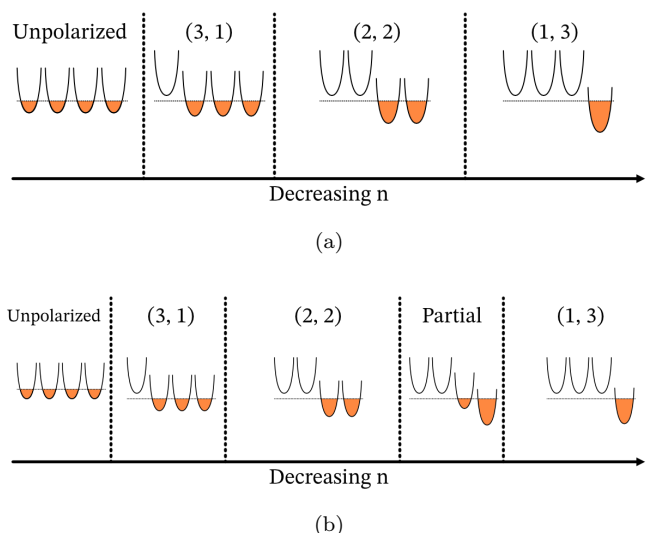 Unpolarized (3, 1) (2, 2) (1, 3)
Decreasing n
(a)
Unpolarized (3, 1) (2, 2) Partial (1, 3)
Decreasing n
(b)